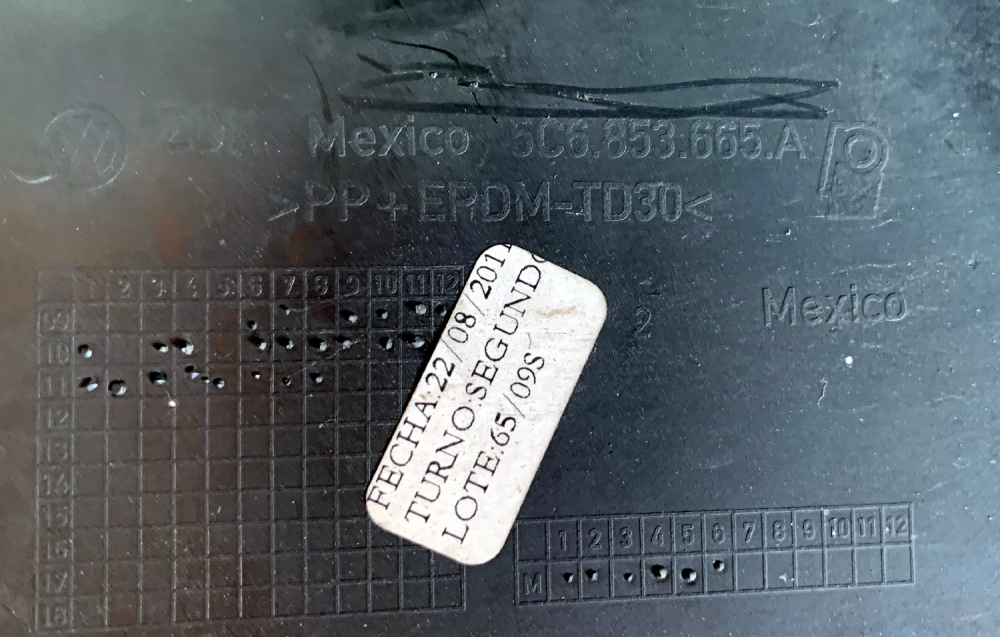 Mexico 5C6.853.665.A
>PP+EPDM-TD30<
1 2 3 4 5 6 7 8 9 10 11 12
09
10
11
12
13
14
15
16
17
18
FECHA:22/08/2011
TURNO:SEGUNDO
LOTE:65/09S
2
Mexico
1 2 3 4 5 6 7 8 9 10 11 12
M